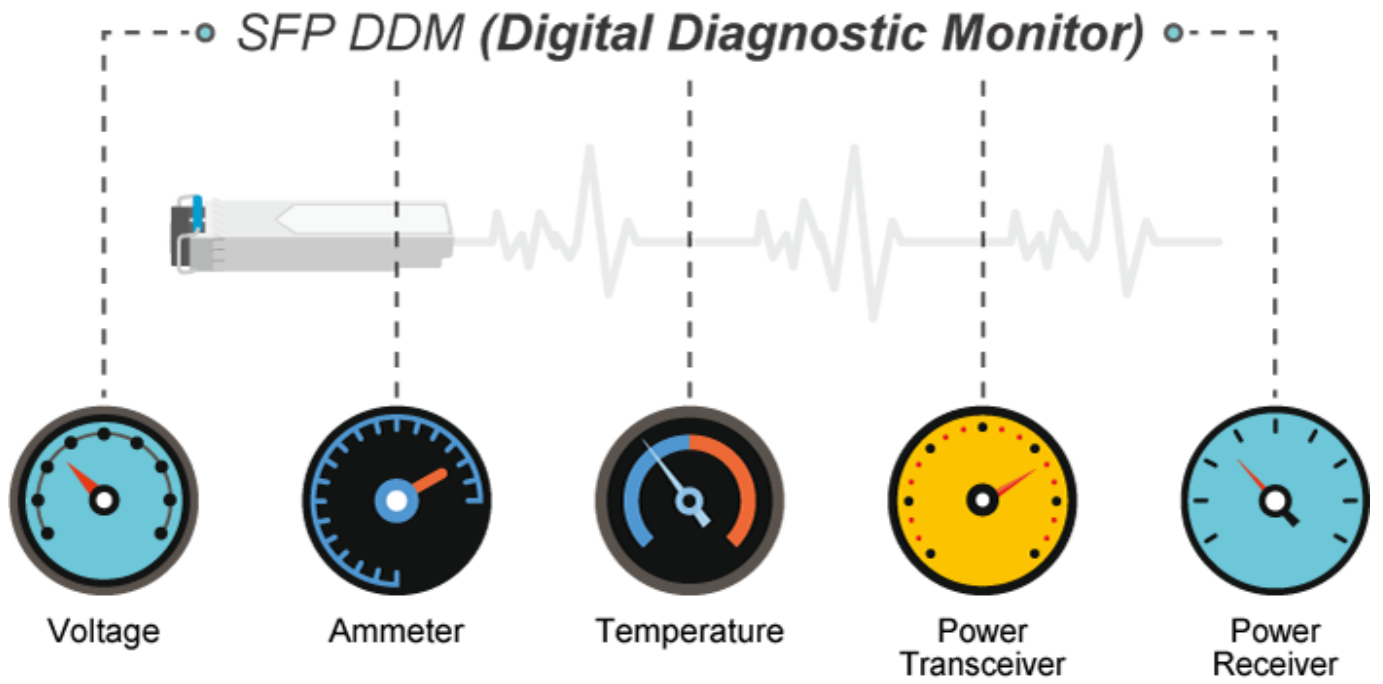 SFP DDM (Digital Diagnostic Monitor)
Voltage
Ammeter
Temperature
Power
Transceiver
Power
Receiver